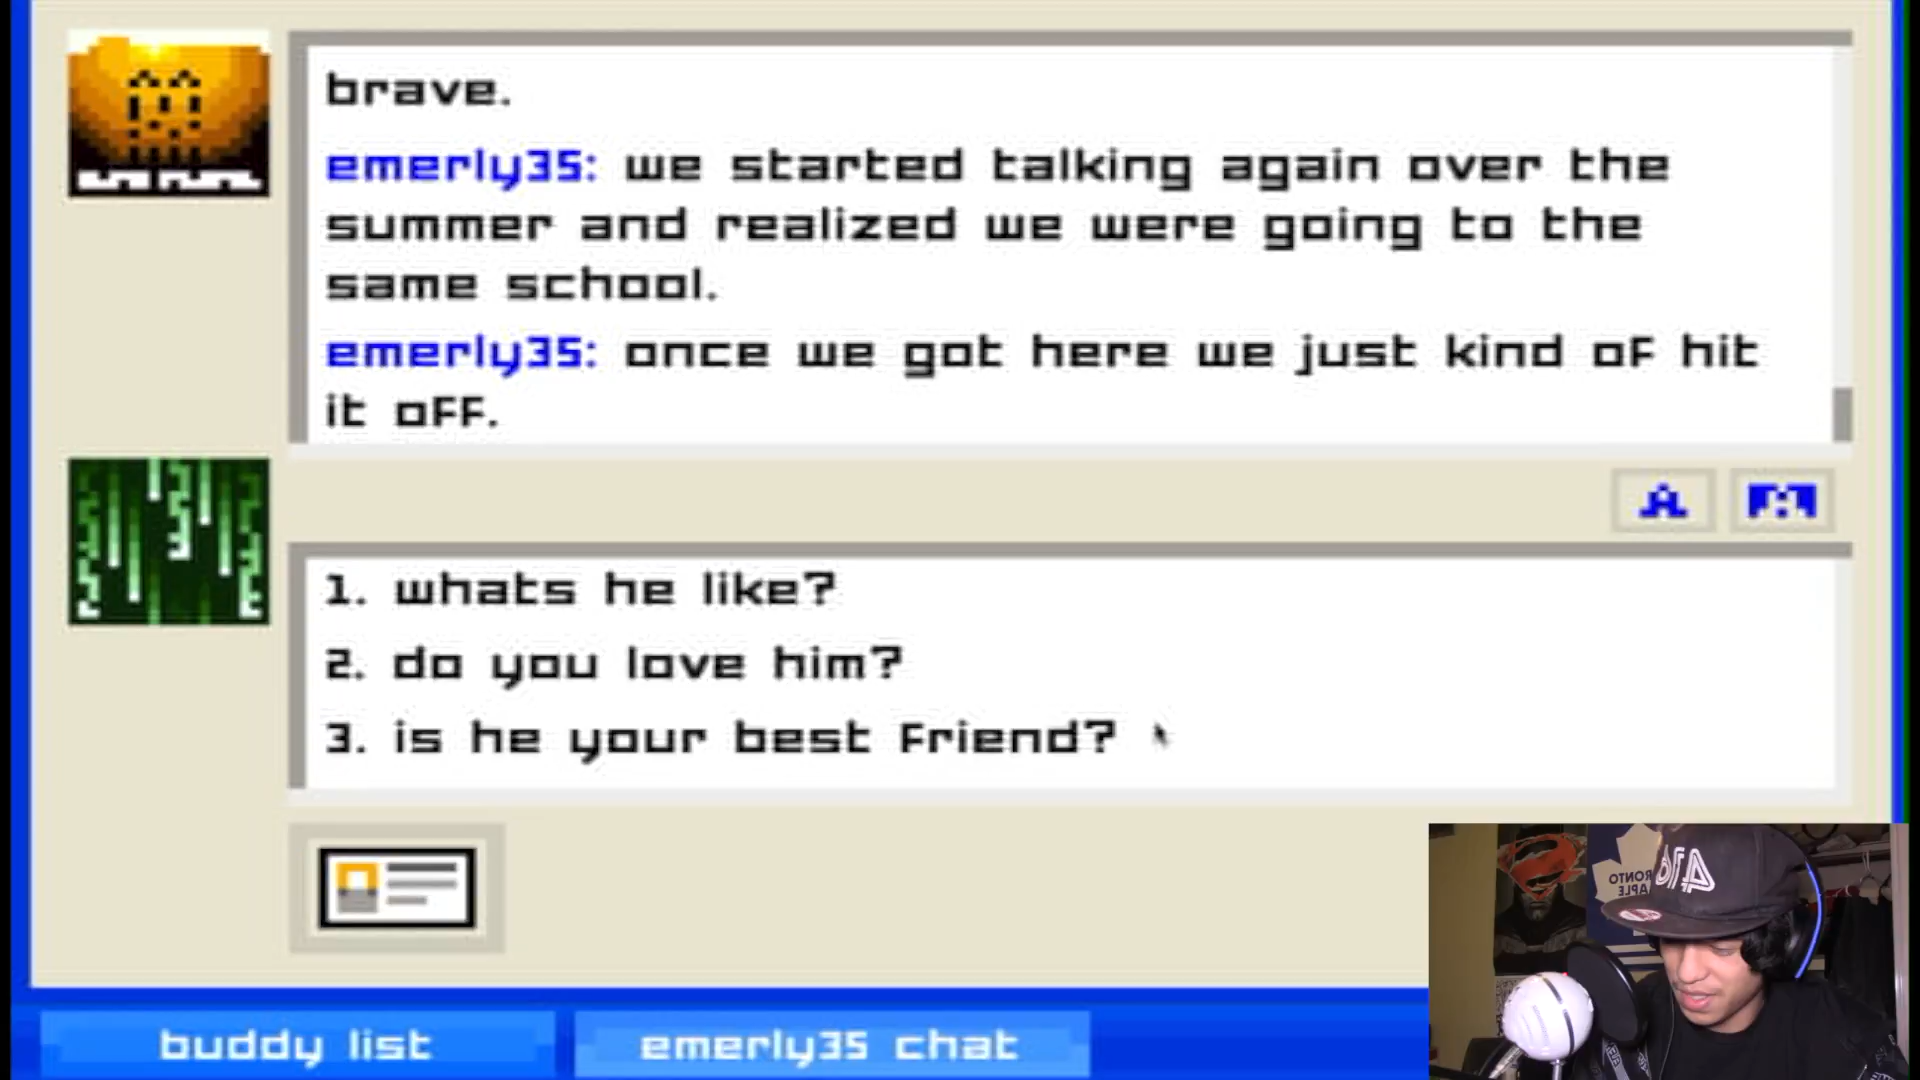 brave.
emerly35: we started talking again over the
summer and realized we were going to the
same school.
emerly35: once we got here we just kind of hit
it off.
A
1. whats he like?
2. do you love him?
3. is he your best friend?
buddy list
emerly35 chat
416